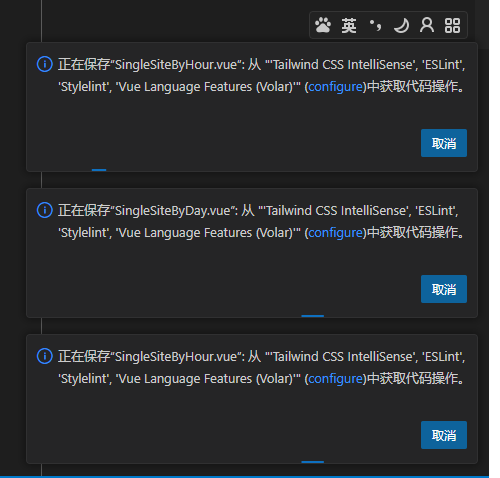 英
正在保存"SingleSiteByHour.vue": 从 "'Tailwind CSS IntelliSense', 'ESLint',
'Stylelint', 'Vue Language Features (Volar)'" (configure)中获取代码操作。
取消
正在保存"SingleSiteByDay.vue": 从 "'Tailwind CSS IntelliSense', 'ESLint',
'Stylelint', 'Vue Language Features (Volar)'" (configure)中获取代码操作。
取消
正在保存"SingleSiteByHour.vue": 从 "'Tailwind CSS IntelliSense', 'ESLint',
'Stylelint', 'Vue Language Features (Volar)'" (configure)中获取代码操作。
取消